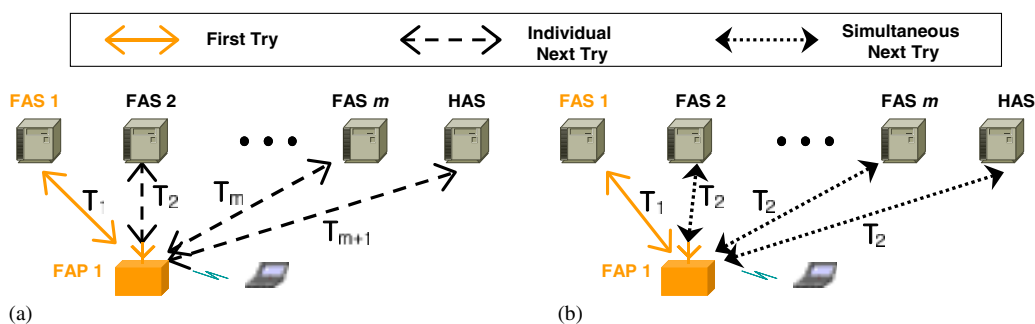 First Try
Individual
Next Try
Simultaneous
Next Try
FAS 1
FAS 2
FAS m
HAS
T1
T2
Tm
Tm+1
FAP 1
(a)
FAS 1
FAS 2
FAS m
HAS
T1
T2
T2
T2
FAP 1
(b)